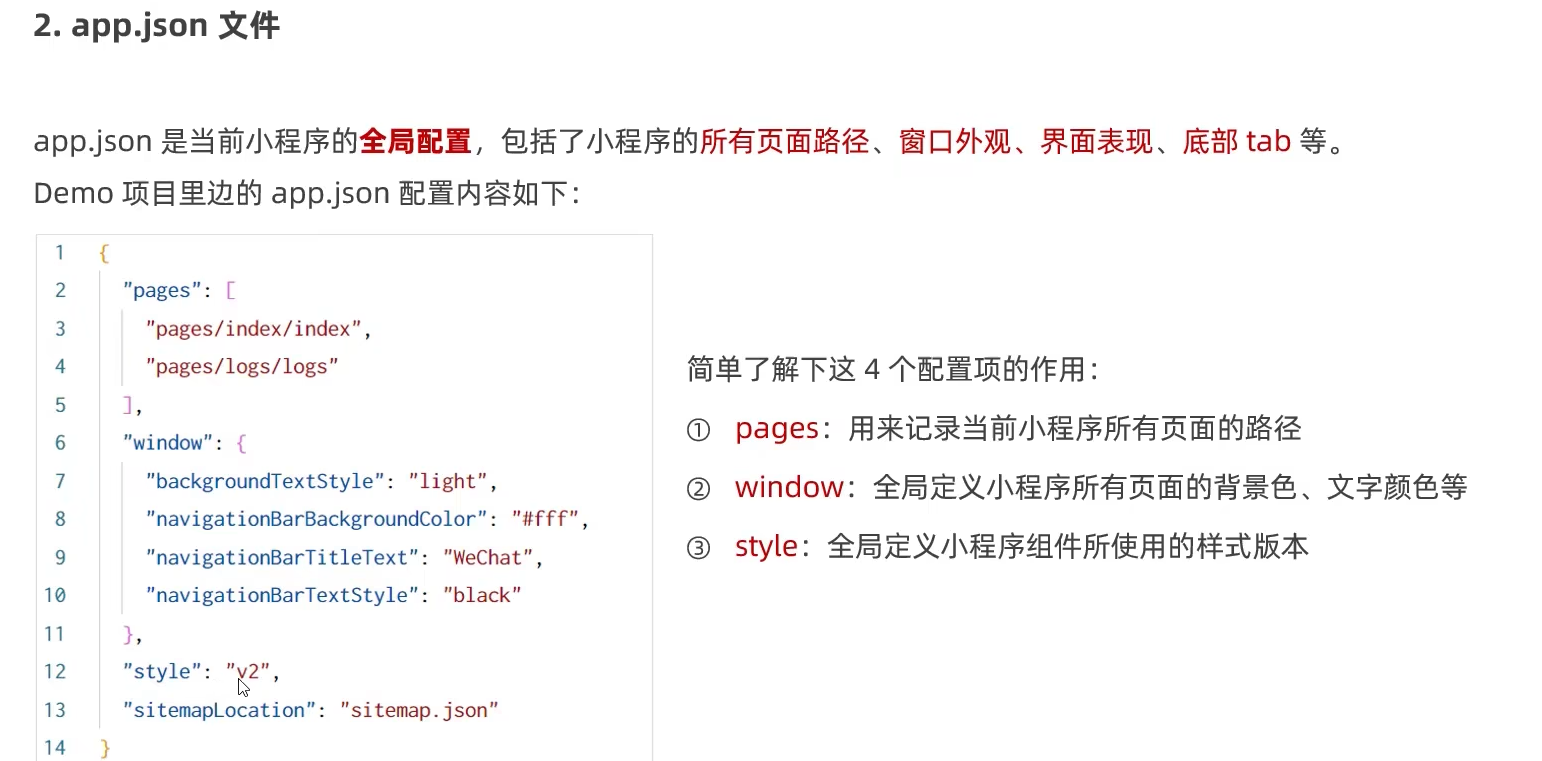 2. app.json 文件
app.json 是当前小程序的全局配置，包括了小程序的所有页面路径、窗口外观、界面表现、底部 tab 等。
Demo 项目里边的 app.json 配置内容如下：
1 {
2 "pages": [
3 "pages/index/index",
4 "pages/logs/logs"
5 ],
6 "window": {
7 "backgroundTextStyle": "light",
8 "navigationBarBackgroundColor": "#fff",
9 "navigationBarTitleText": "WeChat",
10 "navigationBarTextStyle": "black"
11 },
12 "style": "v2",
13 "sitemapLocation": "sitemap.json"
14 }
简单了解下这 4 个配置项的作用：
① pages：用来记录当前小程序所有页面的路径
② window：全局定义小程序所有页面的背景色、文字颜色等
③ style：全局定义小程序组件所使用的样式版本